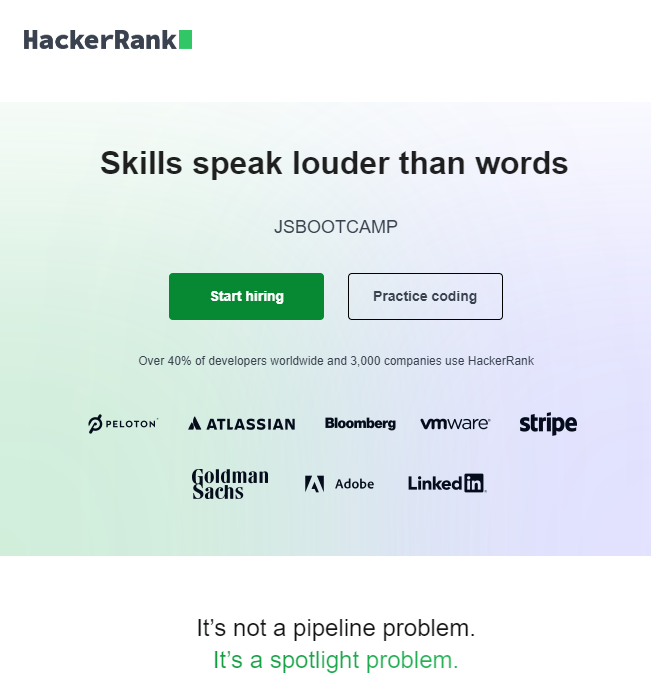 HackerRank
Skills speak louder than words
JSBOOTCAMP
Start hiring Practice coding
Over 40% of developers worldwide and 3,000 companies use HackerRank
PELOTON ATLASSIAN Bloomberg vmware® stripe
Goldman
Sachs
Adobe LinkedIn
It's not a pipeline problem.
It's a spotlight problem.